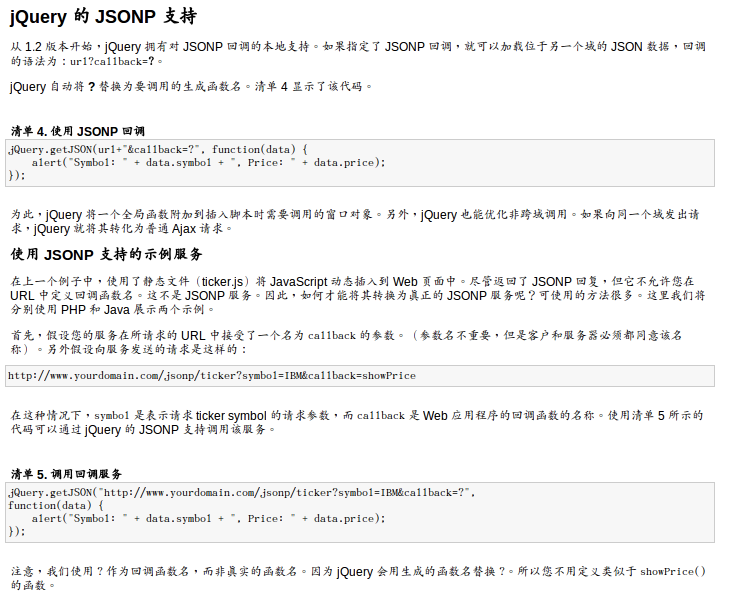 jQuery 的 JSONP 支持
从 1.2 版本开始，jQuery 拥有对 JSONP 回调的本地支持。如果指定了 JSONP 回调，就可以加载位于另一个域的 JSON 数据，回调
的语法为：url?callback=?。
jQuery 自动将 ? 替换为要调用的生成函数名。清单 4 显示了该代码。
清单 4. 使用 JSONP 回调
jQuery.getJSON(url+"&callback=?", function(data) {
    alert("Symbol: " + data.symbol + ", Price: " + data.price);
});
为此，jQuery 将一个全局函数附加到插入脚本时需要调用的窗口对象。另外，jQuery 也能优化非跨域调用。如果向同一个域发出请
求，jQuery 就将其转化为普通 Ajax 请求。
使用 JSONP 支持的示例服务
在上一个例子中，使用了静态文件（ticker.js）将 JavaScript 动态插入到 Web 页面中。尽管返回了 JSONP 回复，但它不允许您在
URL 中定义回调函数名。这不是 JSONP 服务。因此，如何才能将其转换为真正的 JSONP 服务呢？可使用的方法很多。这里我们将
分别使用 PHP 和 Java 展示两个示例。
首先，假设您的服务在所请求的 URL 中接受了一个名为 callback 的参数。（参数名不重要，但是客户和服务器必须都同意该名
称）。另外假设向服务发送的请求是这样的：
http://www.yourdomain.com/jsonp/ticker?symbol=IBM&callback=showPrice
在这种情况下，symbol 是表示请求 ticker symbol 的请求参数，而 callback 是 Web 应用程序的回调函数的名称。使用清单 5 所示的
代码可以通过 jQuery 的 JSONP 支持调用该服务。
清单 5. 调用回调服务
jQuery.getJSON("http://www.yourdomain.com/jsonp/ticker?symbol=IBM&callback=?",
function(data) {
    alert("Symbol: " + data.symbol + ", Price: " + data.price);
});
注意，我们使用 ? 作为回调函数名，而非真实的函数名。因为 jQuery 会用生成的函数名替换 ?。所以您不用定义类似于 showPrice()
的函数。